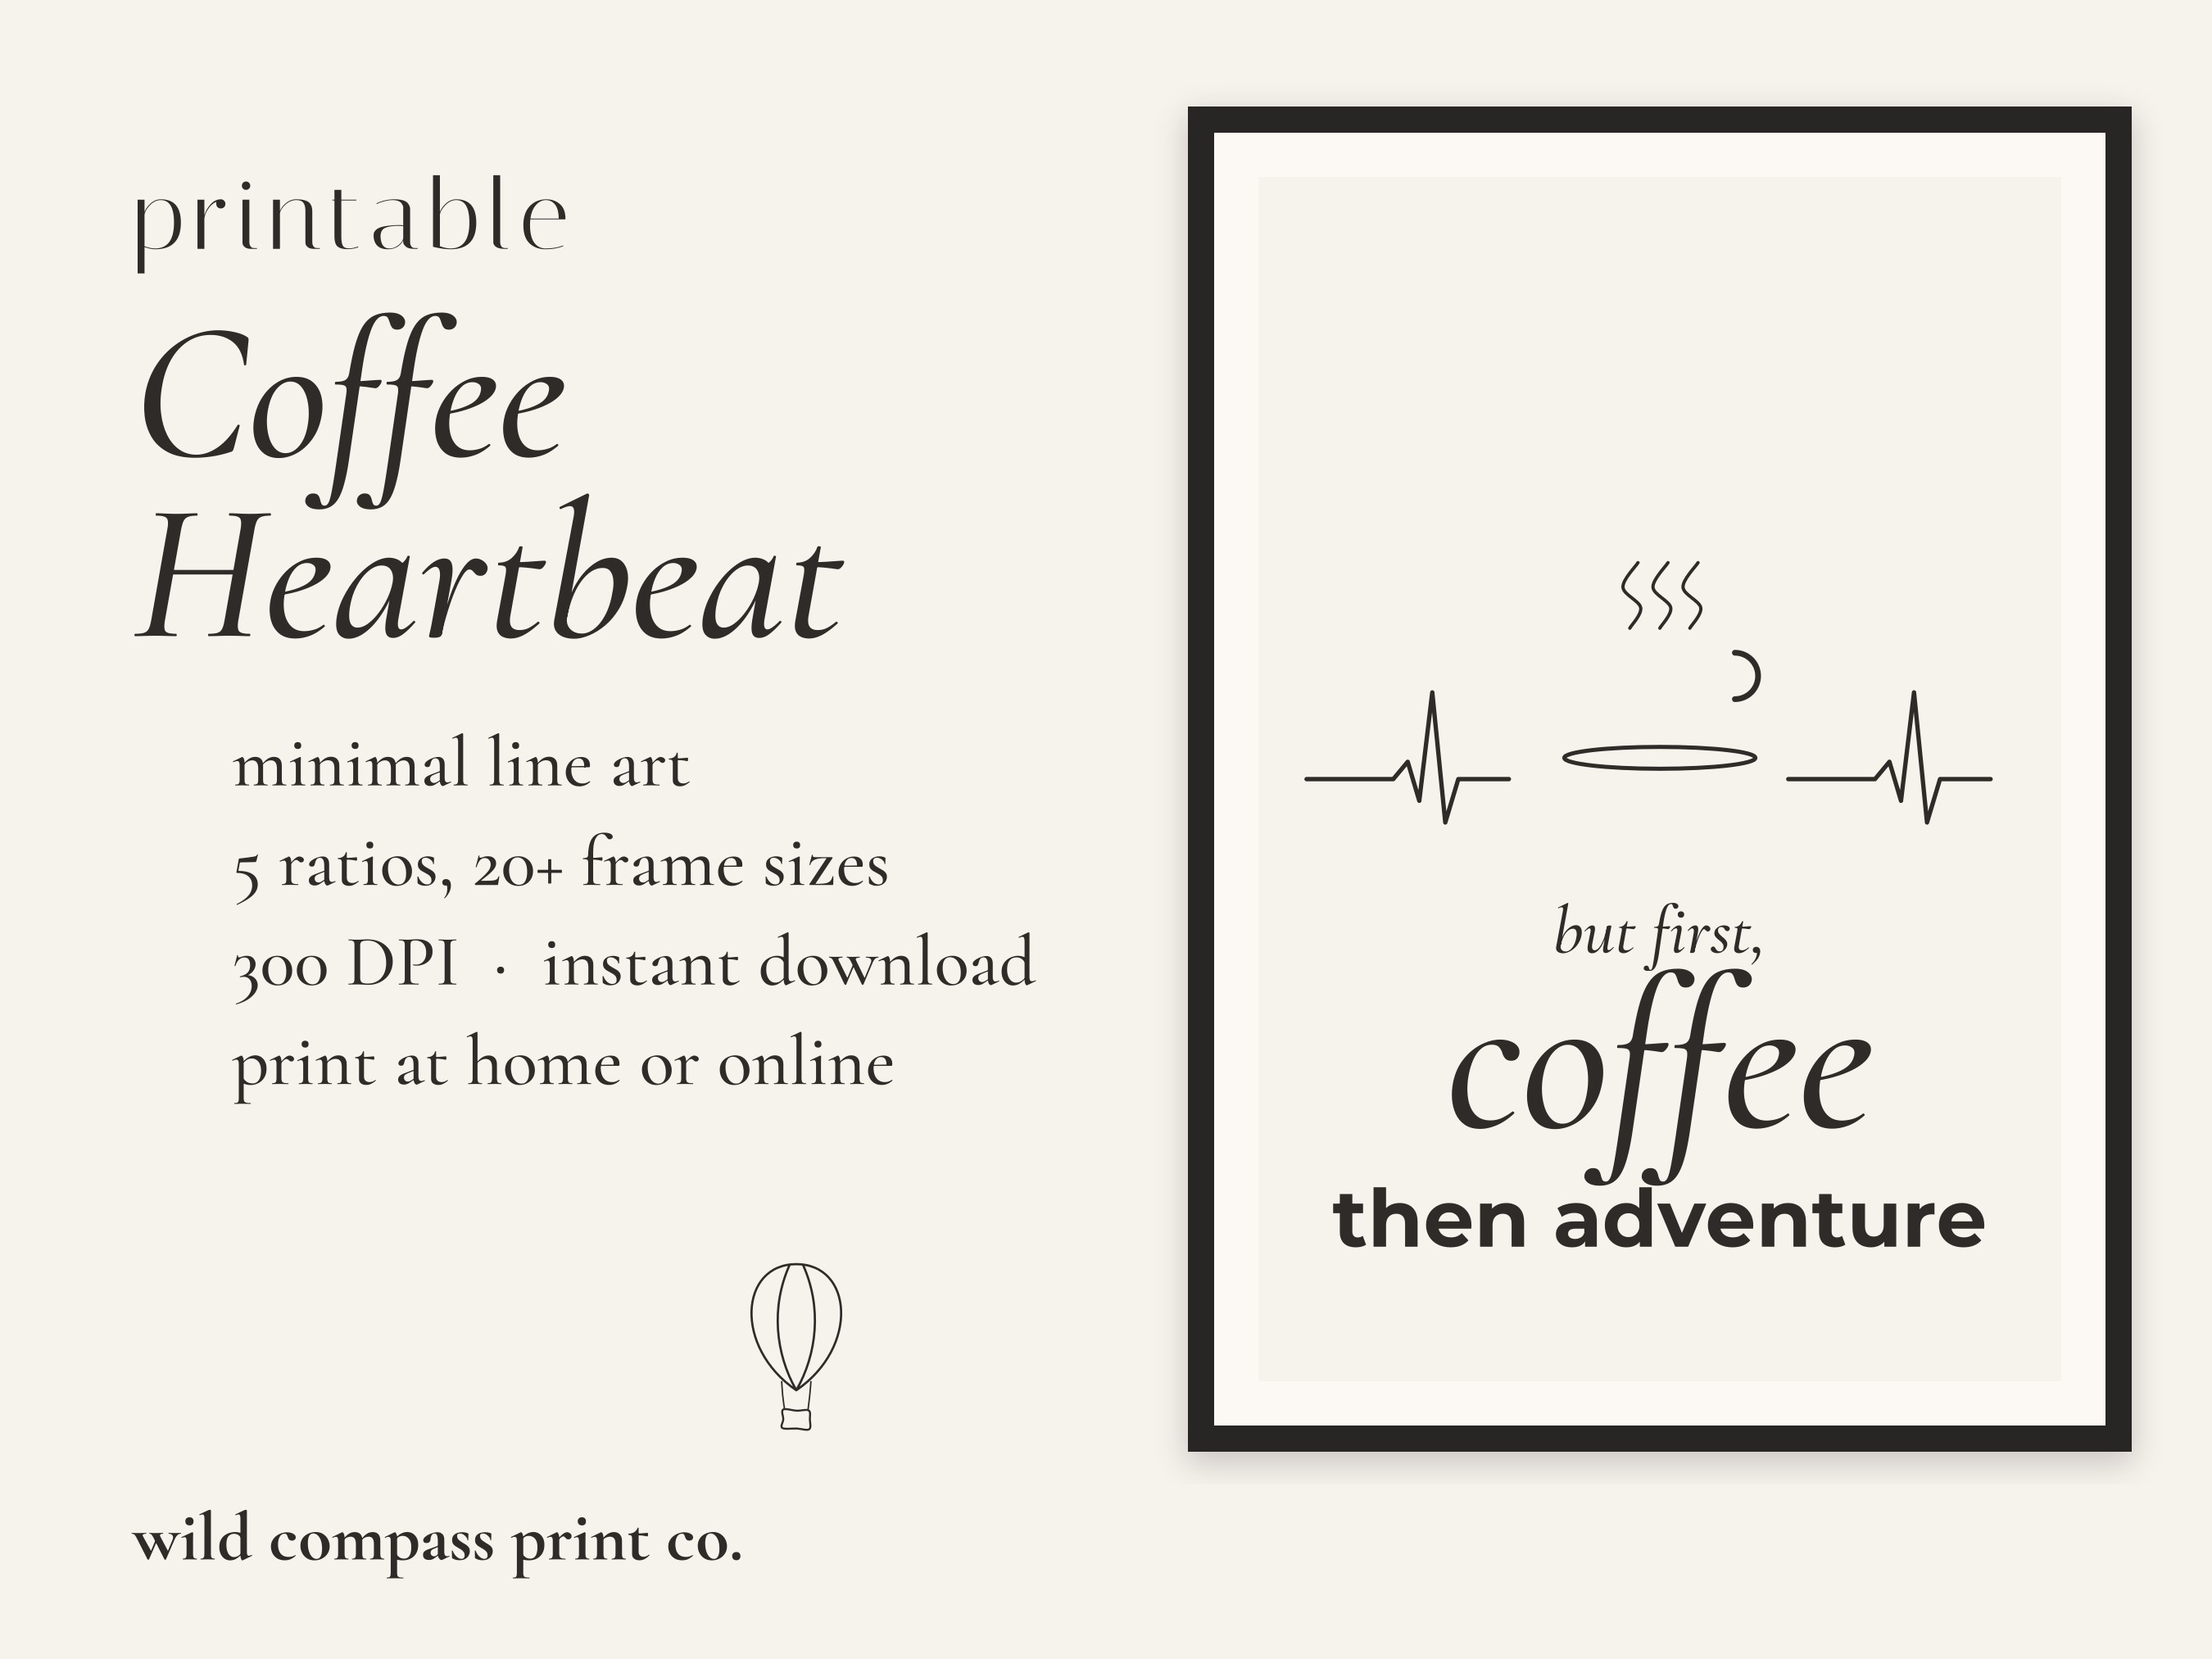 printable
Coffee
Heartbeat
minimal line art
5 ratios, 20+ frame sizes
300 DPI · instant download
print at home or online
wild compass print co.
but first,
coffee
then adventure